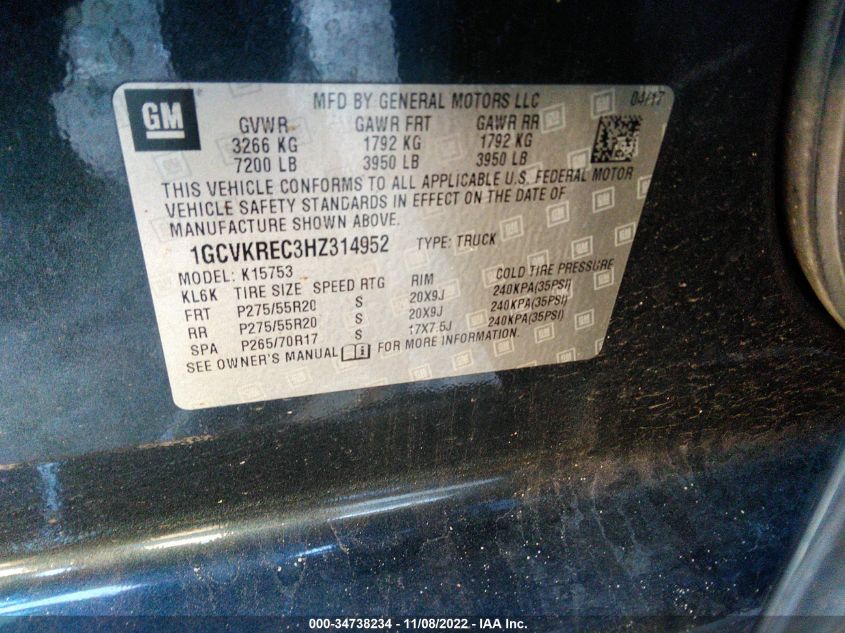 GM
MFD BY GENERAL MOTORS LLC 04/17
GVWR GAWR FRT GAWR RR
3266 KG 1792 KG 1792 KG
7200 LB 3950 LB 3950 LB
THIS VEHICLE CONFORMS TO ALL APPLICABLE U.S. FEDERAL MOTOR
VEHICLE SAFETY STANDARDS IN EFFECT ON THE DATE OF
MANUFACTURE SHOWN ABOVE.
1GCVKREC3HZ314952 TYPE: TRUCK
MODEL: K15753
KL6K TIRE SIZE SPEED RTG RIM COLD TIRE PRESSURE
FRT P275/55R20 S 20X9J 240KPA(35PSI)
RR P275/55R20 S 20X9J 240KPA(35PSI)
SPA P265/70R17 S 17X7.5J 240KPA(35PSI)
SEE OWNER'S MANUAL FOR MORE INFORMATION.
000-34738234 - 11/08/2022 - IAA Inc.